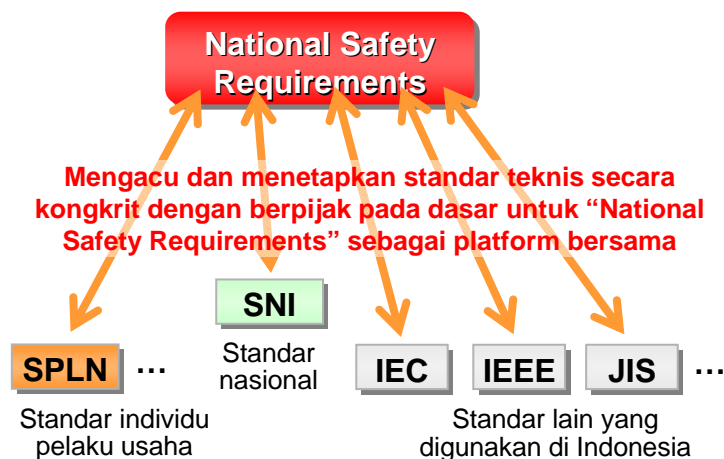 National Safety
Requirements
Mengacu dan menetapkan standar teknis secara
kongkrit dengan berpijak pada dasar untuk “National
Safety Requirements” sebagai platform bersama
SNI
Standar
nasional
SPLN ...
IEC
IEEE
JIS ...
Standar individu
pelaku usaha
Standar lain yang
digunakan di Indonesia